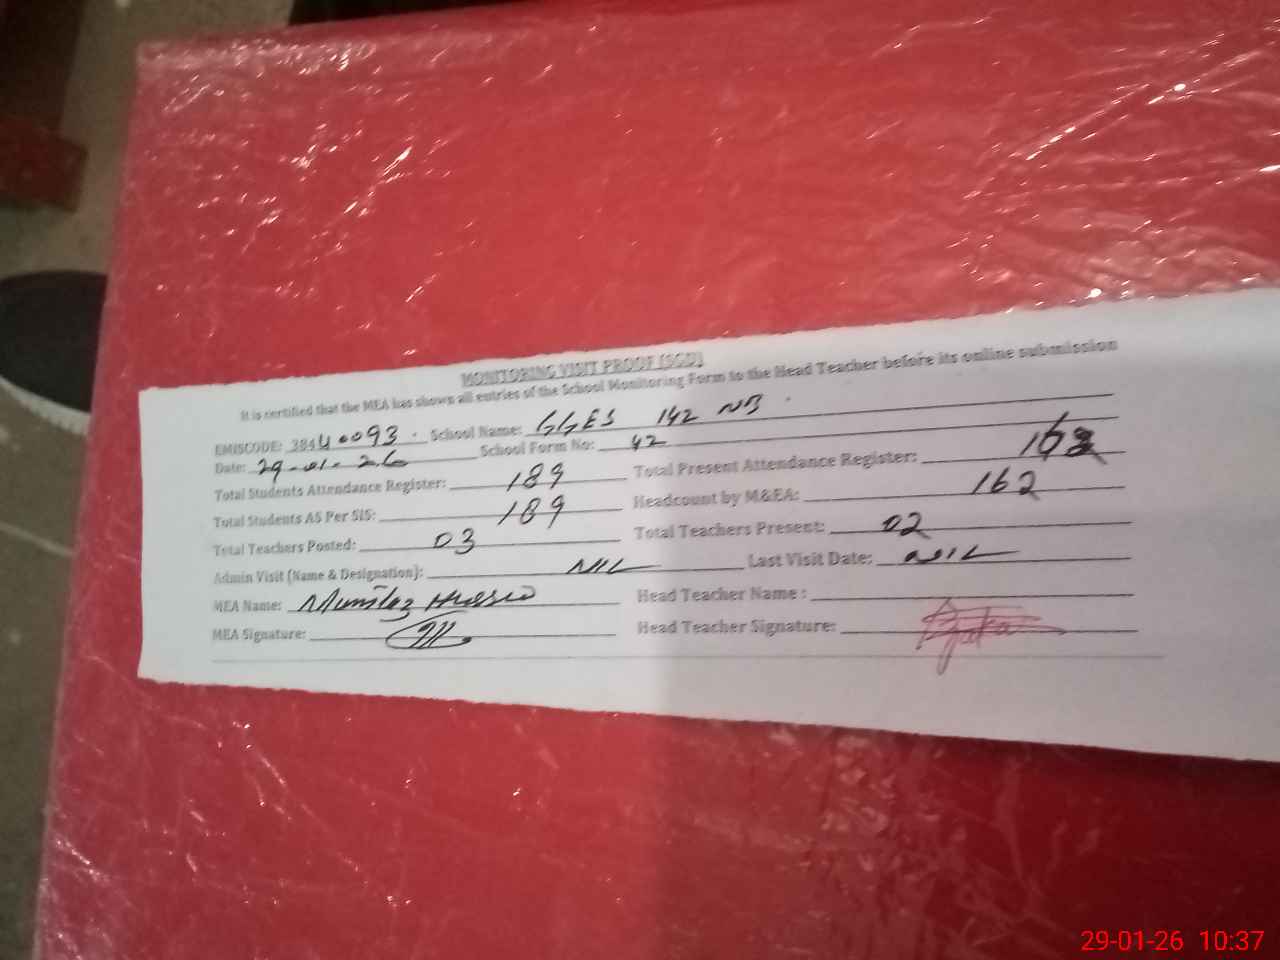 MONITORING VISIT PROOF (SGD)
It is certified that the MEA has shown all entries of the School Monitoring Form to the Head Teacher before its online submission
EMISCODE: 38440093. School Name: GGES 142 NB.
Date: 29-01-26 School Form No: 42
Total Students Attendance Register: 189 Total Present Attendance Register: 162
Total Students AS Per SIS: 189 Headcount by M&EA: 162
Total Teachers Posted: 03 Total Teachers Present: 02
Admin Visit (Name & Designation): NIL Last Visit Date: NIL
MEA Name: Mumtaz Hussain Head Teacher Name :
MEA Signature: Head Teacher Signature:
29-01-26 10:37